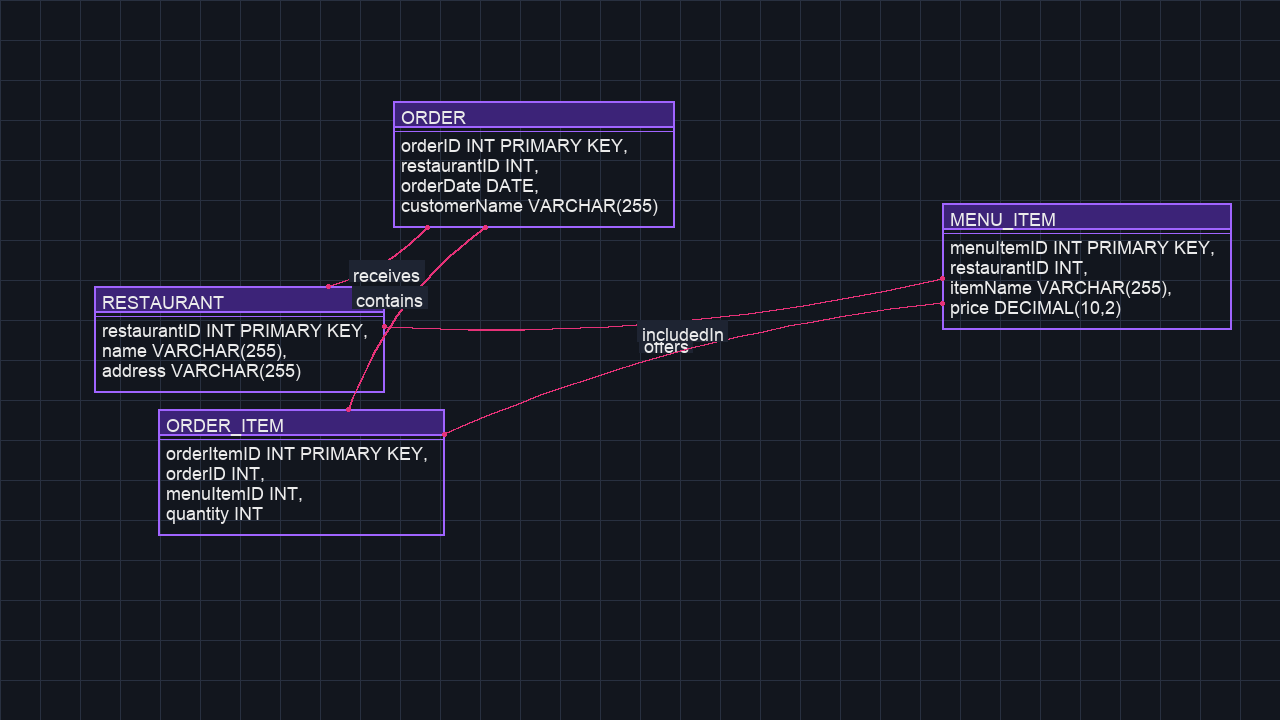 ORDER
orderID INT PRIMARY KEY,
restaurantID INT,
orderDate DATE,
customerName VARCHAR(255)
MENU_ITEM
menuItemID INT PRIMARY KEY,
restaurantID INT,
itemName VARCHAR(255),
price DECIMAL(10,2)
receives
contains
RESTAURANT
restaurantID INT PRIMARY KEY,
name VARCHAR(255),
address VARCHAR(255)
includedIn
offers
ORDER_ITEM
orderItemID INT PRIMARY KEY,
orderID INT,
menuItemID INT,
quantity INT